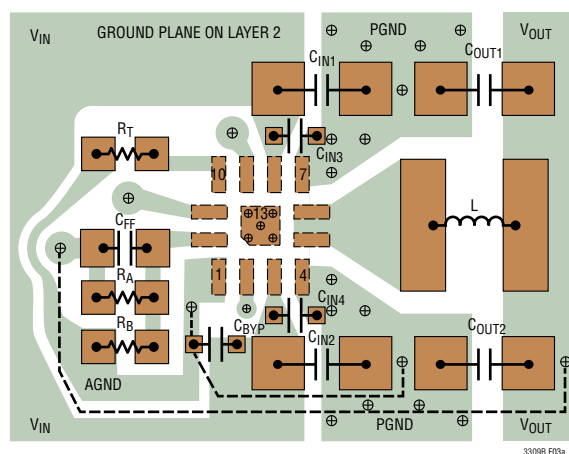 VIN
GROUND PLANE ON LAYER 2
PGND
VOUT
CIN1
COUT1
RT
CIN3
10
7
13
CFF
L
RA
1
4
CIN4
RB
CBYP
CIN2
COUT2
AGND
VIN
PGND
VOUT
3309B F03a